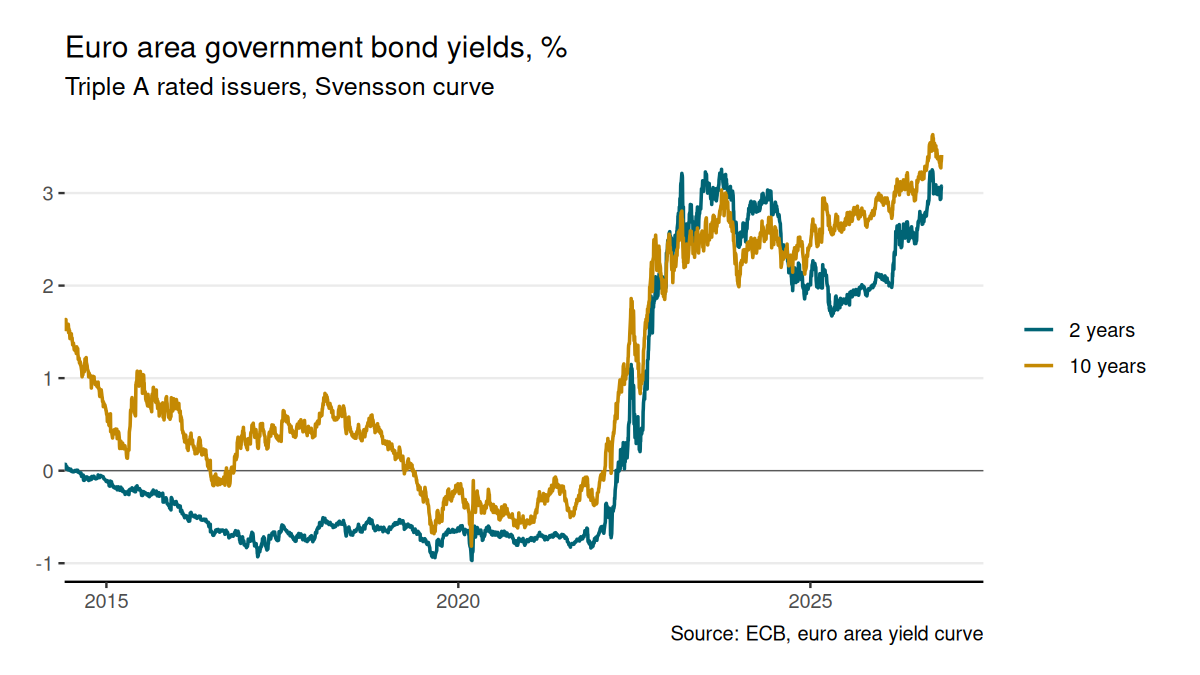 Euro area government bond yields, %
Triple A rated issuers, Svensson curve
3
2
1
0
-1
2015 2020 2025
2 years
10 years
Source: ECB, euro area yield curve